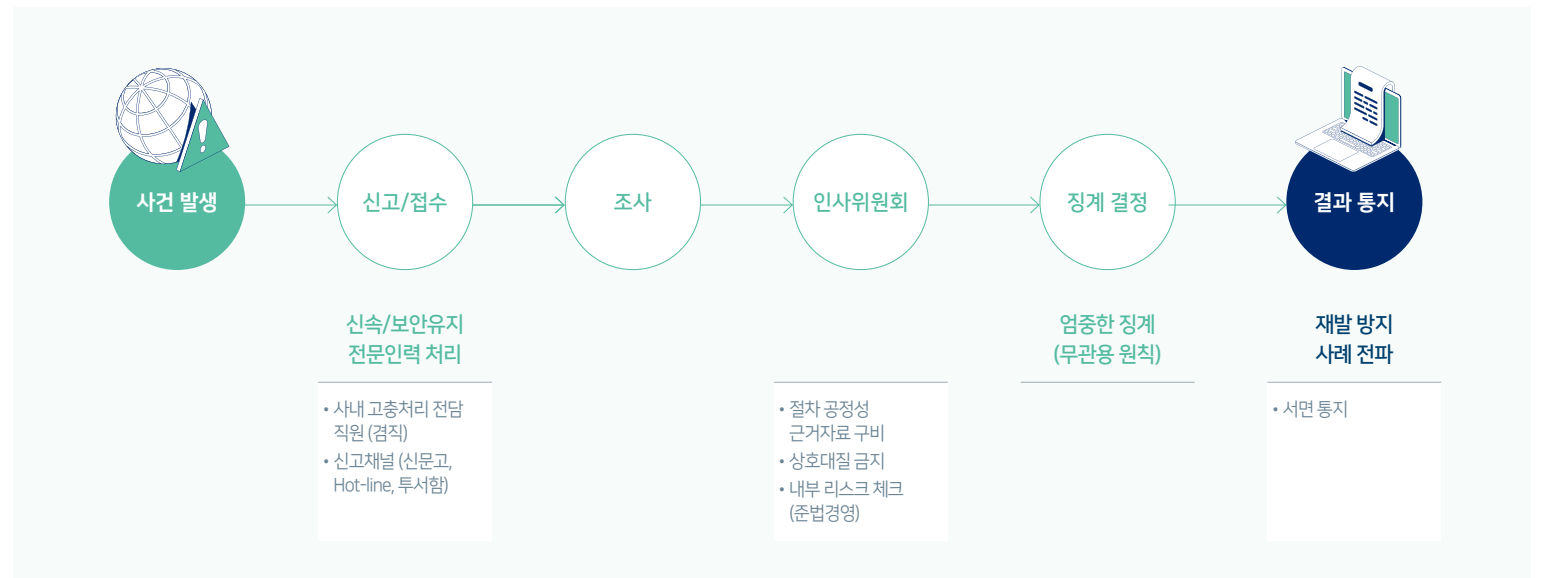 사건 발생
신고/접수
조사
인사위원회
징계 결정
결과 통지
신속/보안유지
전문인력 처리
• 사내 고충처리 전담
직원 (겸직)
• 신고채널 (신문고,
Hot-line, 투서함)
• 절차 공정성
근거자료 구비
• 상호대질 금지
• 내부 리스크 체크
(준법경영)
엄중한 징계
(무관용 원칙)
재발 방지
사례 전파
• 서면 통지